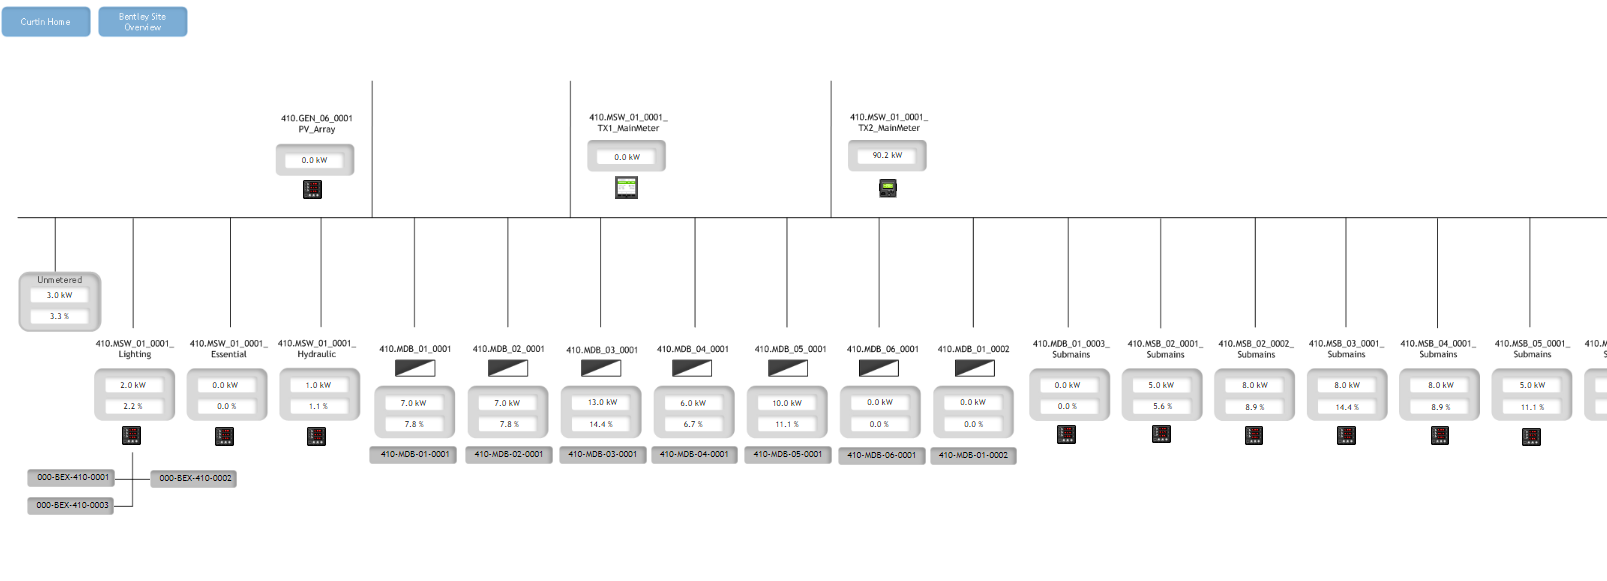 Curtin Home
Bentley Site
Overview
410.GEN_06_0001
PV_Array
0.0 kW
410.MSW_01_0001_
TX1_MainMeter
0.0 kW
410.MSW_01_0001_
TX2_MainMeter
90.2 kW
Unmetered
3.0 kW
3.3 %
410.MSW_01_0001_
Lighting
2.0 kW
2.2 %
410.MSW_01_0001_
Essential
0.0 kW
0.0 %
410.MSW_01_0001_
Hydraulic
1.0 kW
1.1 %
410.MDB_01_0001
7.0 kW
7.8 %
410-MDB-01-0001
410.MDB_02_0001
7.0 kW
7.8 %
410-MDB-02-0001
410.MDB_03_0001
13.0 kW
14.4 %
410-MDB-03-0001
410.MDB_04_0001
6.0 kW
6.7 %
410-MDB-04-0001
410.MDB_05_0001
10.0 kW
11.1 %
410-MDB-05-0001
410.MDB_06_0001
0.0 kW
0.0 %
410-MDB-06-0001
410.MDB_01_0002
0.0 kW
0.0 %
410-MDB-01-0002
410.MDB_01_0003_
Submains
0.0 kW
0.0 %
410.MSB_02_0001_
Submains
5.0 kW
5.6 %
410.MSB_02_0002_
Submains
8.0 kW
8.9 %
410.MSB_03_0001_
Submains
8.0 kW
14.4 %
410.MSB_04_0001_
Submains
8.0 kW
8.9 %
410.MSB_05_0001_
Submains
5.0 kW
11.1 %
000-BEX-410-0001
000-BEX-410-0002
000-BEX-410-0003